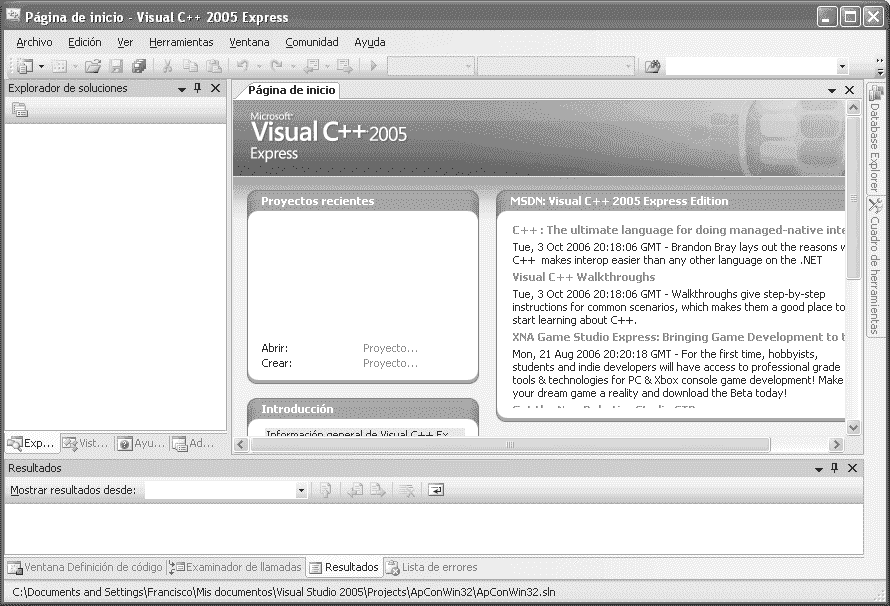 Página de inicio - Visual C++ 2005 Express
Archivo Edición Ver Herramientas Ventana Comunidad Ayuda
Explorador de soluciones
Página de inicio
Microsoft
Visual C++ 2005
Express
Proyectos recientes
Abrir: Proyecto...
Crear: Proyecto...
Introducción
Información general de Visual C++ Ex
MSDN: Visual C++ 2005 Express Edition
C++ : The ultimate language for doing managed-native inte
Tue, 3 Oct 2006 20:18:06 GMT - Brandon Bray lays out the reasons w
C++ makes interop easier than any other language on the .NET
Visual C++ Walkthroughs
Tue, 3 Oct 2006 20:18:06 GMT - Walkthroughs give step-by-step
instructions for common scenarios, which makes them a good place to
start learning about C++.
XNA Game Studio Express: Bringing Game Development to t
Mon, 21 Aug 2006 20:20:18 GMT - For the first time, hobbyists,
students and indie developers will have access to professional grade
tools & technologies for PC & Xbox console game development! Make
your dream game a reality and download the Beta today!
Database Explorer
Cuadro de herramientas
Exp... Vist... Ayu... Ad...
Resultados
Mostrar resultados desde:
Ventana Definición de código Examinador de llamadas Resultados Lista de errores
C:\Documents and Settings\Francisco\Mis documentos\Visual Studio 2005\Projects\ApConWin32\ApConWin32.sln